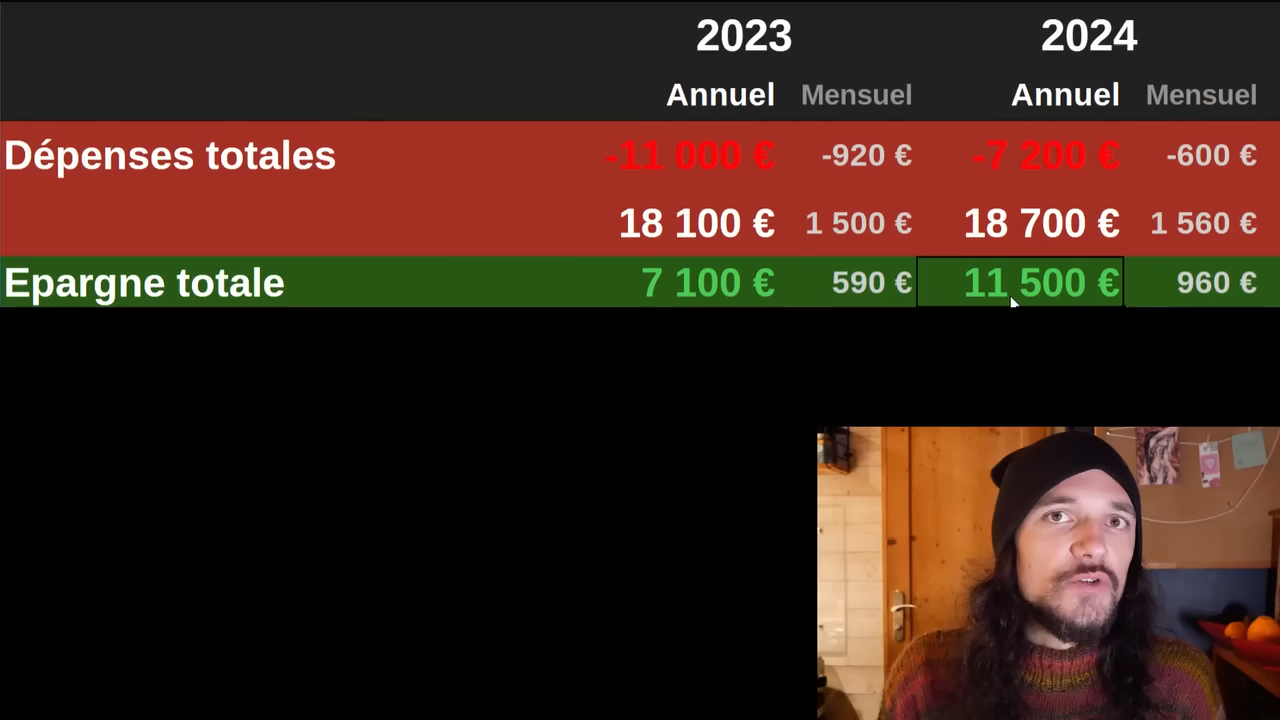 2023 2024
Annuel Mensuel Annuel Mensuel
Dépenses totales -11 000 € -920 € -7 200 € -600 €
18 100 € 1 500 € 18 700 € 1 560 €
Epargne totale 7 100 € 590 € 11 500 € 960 €